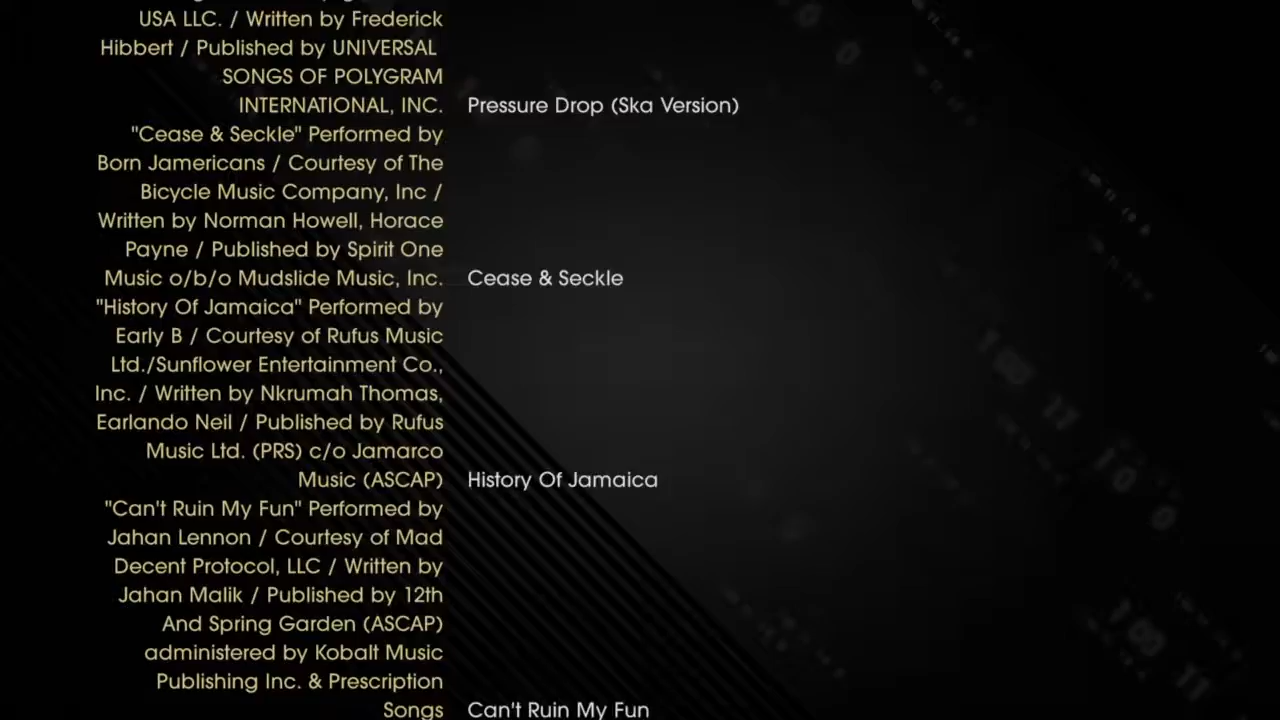 USA LLC. / Written by Frederick
Hibbert / Published by UNIVERSAL
SONGS OF POLYGRAM
INTERNATIONAL, INC. Pressure Drop (Ska Version)
"Cease & Seckle" Performed by
Born Jamericans / Courtesy of The
Bicycle Music Company, Inc /
Written by Norman Howell, Horace
Payne / Published by Spirit One
Music o/b/o Mudslide Music, Inc. Cease & Seckle
"History Of Jamaica" Performed by
Early B / Courtesy of Rufus Music
Ltd./Sunflower Entertainment Co.,
Inc. / Written by Nkrumah Thomas,
Earlando Neil / Published by Rufus
Music Ltd. (PRS) c/o Jamarco
Music (ASCAP) History Of Jamaica
"Can't Ruin My Fun" Performed by
Jahan Lennon / Courtesy of Mad
Decent Protocol, LLC / Written by
Jahan Malik / Published by 12th
And Spring Garden (ASCAP)
administered by Kobalt Music
Publishing Inc. & Prescription
Songs Can't Ruin My Fun